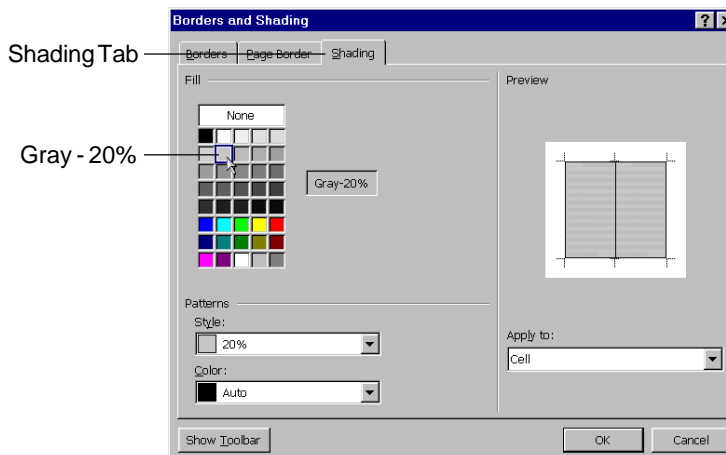 Borders and Shading
Shading Tab
Borders Page Border Shading
Fill
Preview
None
Gray - 20%
Gray-20%
Patterns
Style:
20%
Apply to:
Cell
Color:
Auto
Show Toolbar
OK
Cancel